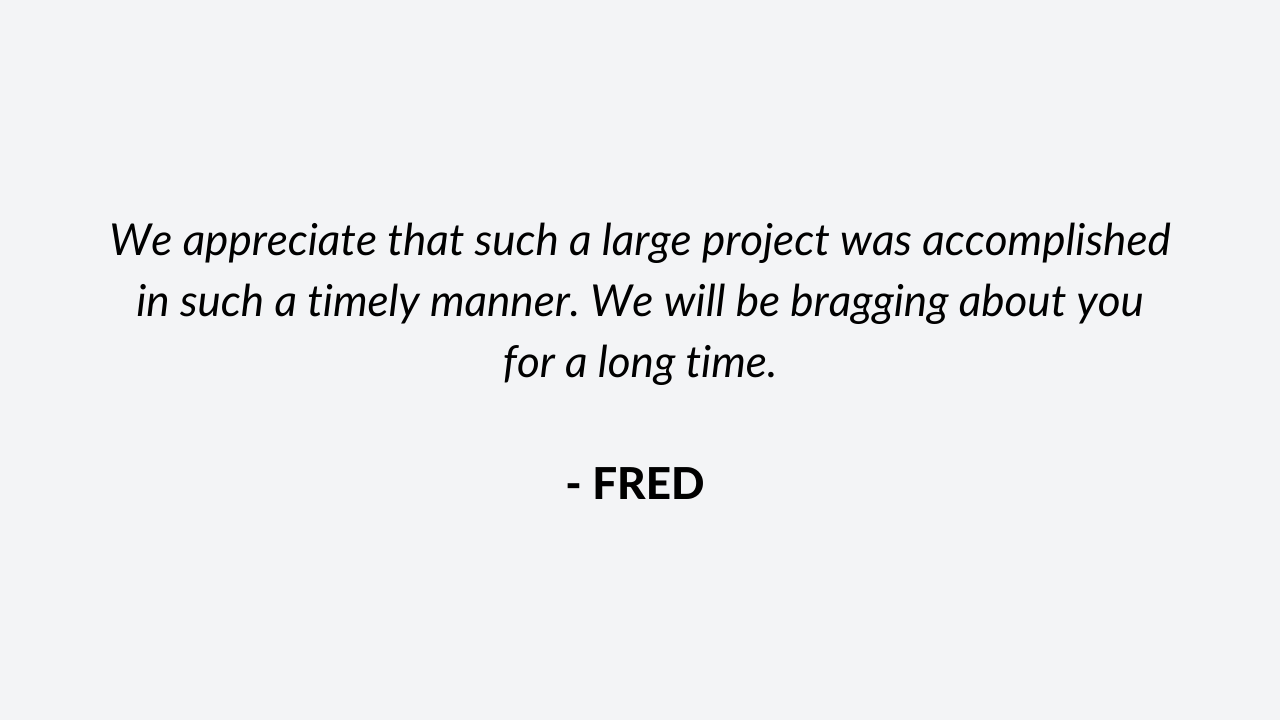 We appreciate that such a large project was accomplished
in such a timely manner. We will be bragging about you
for a long time.
- FRED